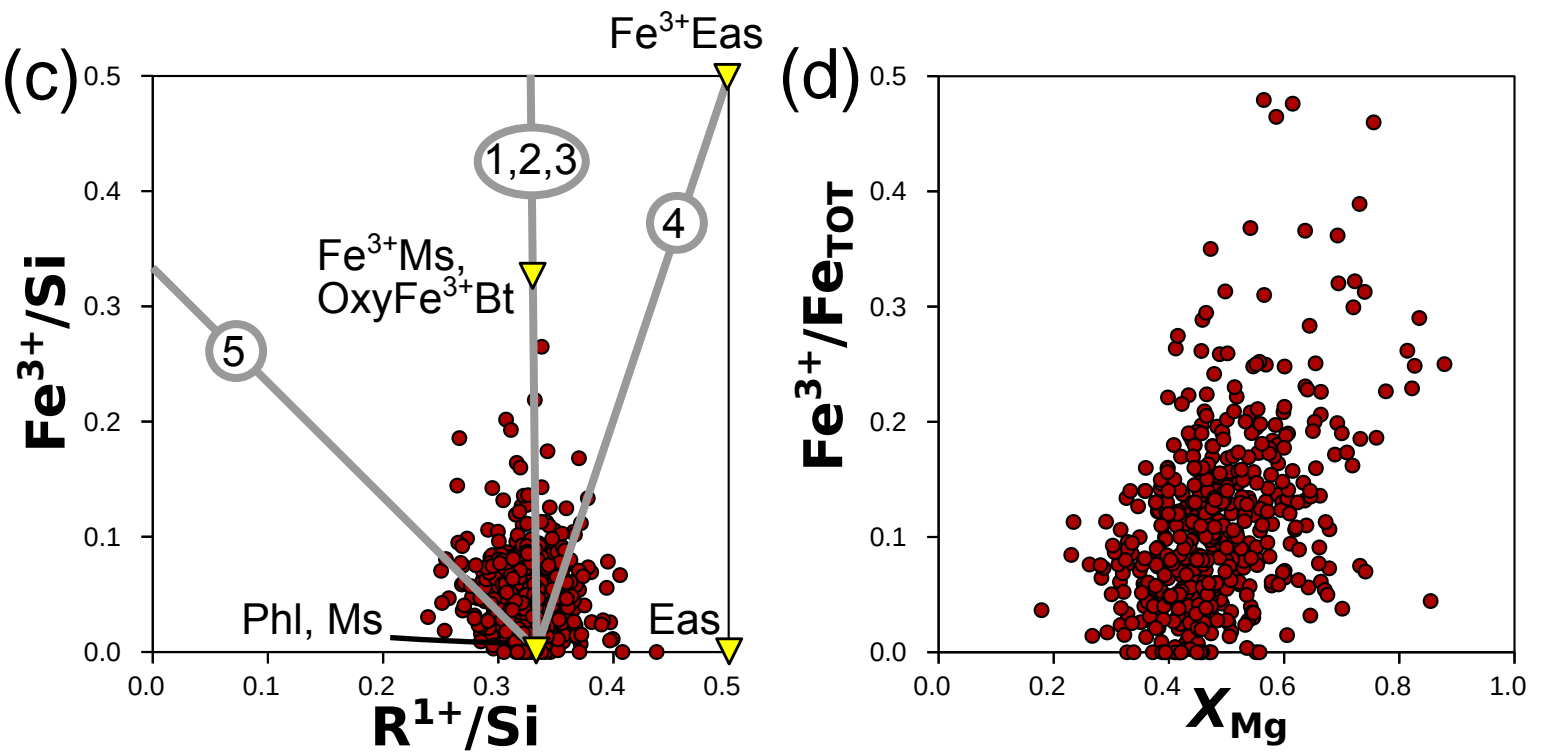 (c)
Fe³⁺Eas
0.5
0.4
0.3
0.2
0.1
0.0
Fe³⁺/Si
1,2,3
4
5
Fe³⁺Ms,
OxyFe³⁺Bt
Phl, Ms
Eas
0.0 0.1 0.2 0.3 0.4 0.5
R¹⁺/Si
(d)
0.5
0.4
0.3
0.2
0.1
0.0
Fe³⁺/Fe_TOT
0.0 0.2 0.4 0.6 0.8 1.0
X_Mg